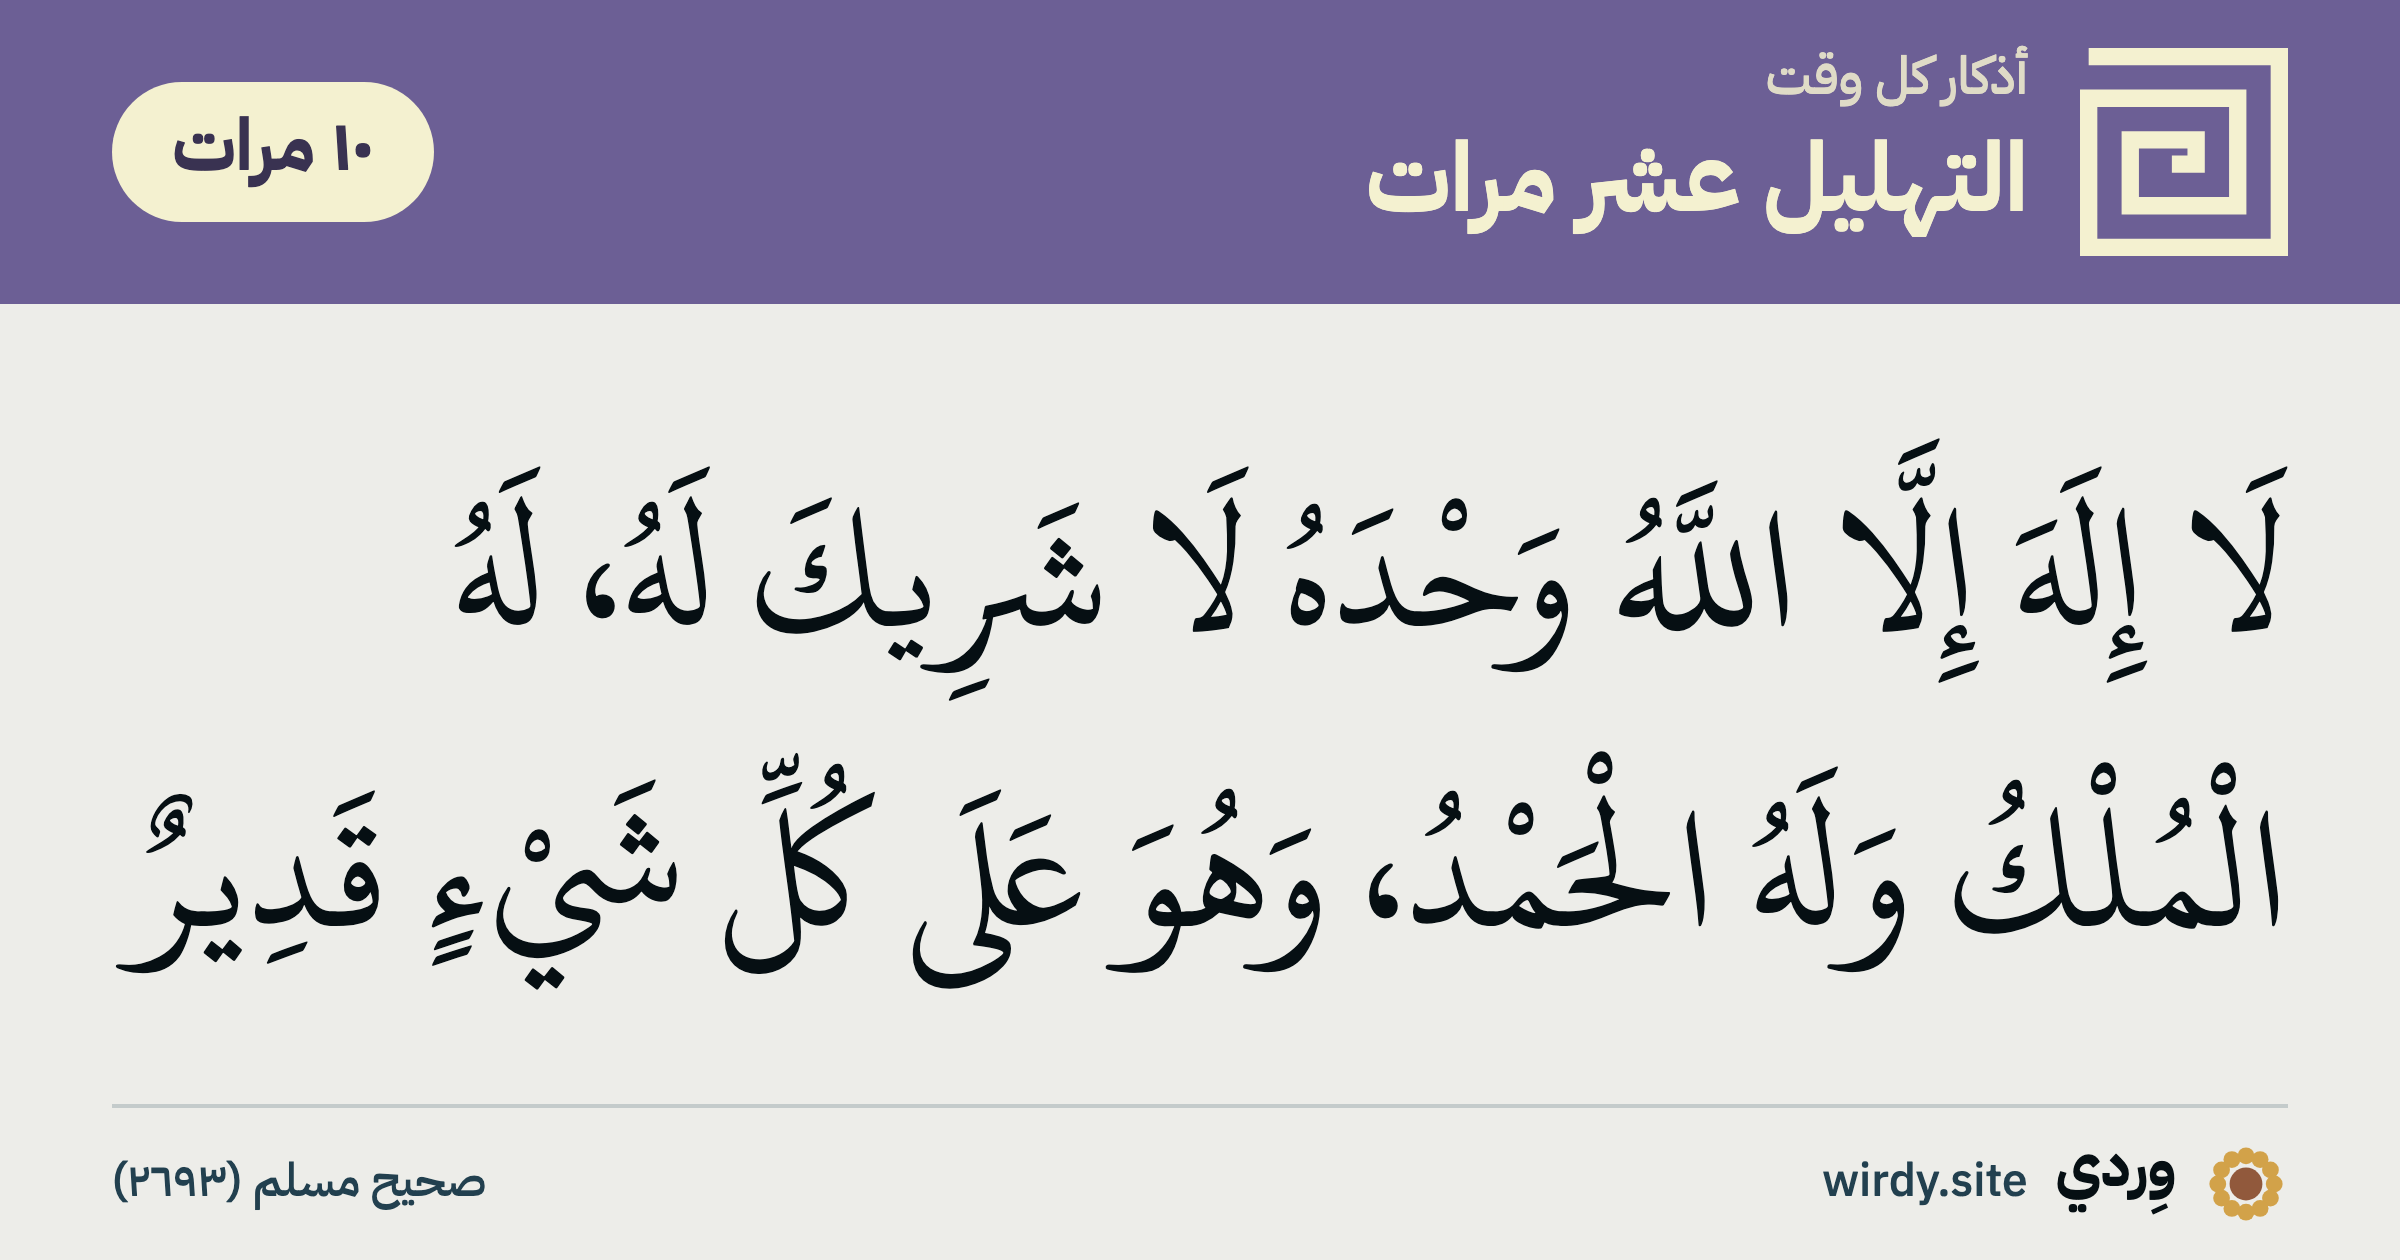 أذكار كل وقت
التهليل عشر مرات
١٠ مرات
لَا إِلَهَ إِلَّا اللَّهُ وَحْدَهُ لَا شَرِيكَ لَهُ، لَهُ
الْمُلْكُ وَلَهُ الْحَمْدُ، وَهُوَ عَلَى كُلِّ شَيْءٍ قَدِيرٌ
وِردي wirdy.site
صحيح مسلم (٢٦٩٣)